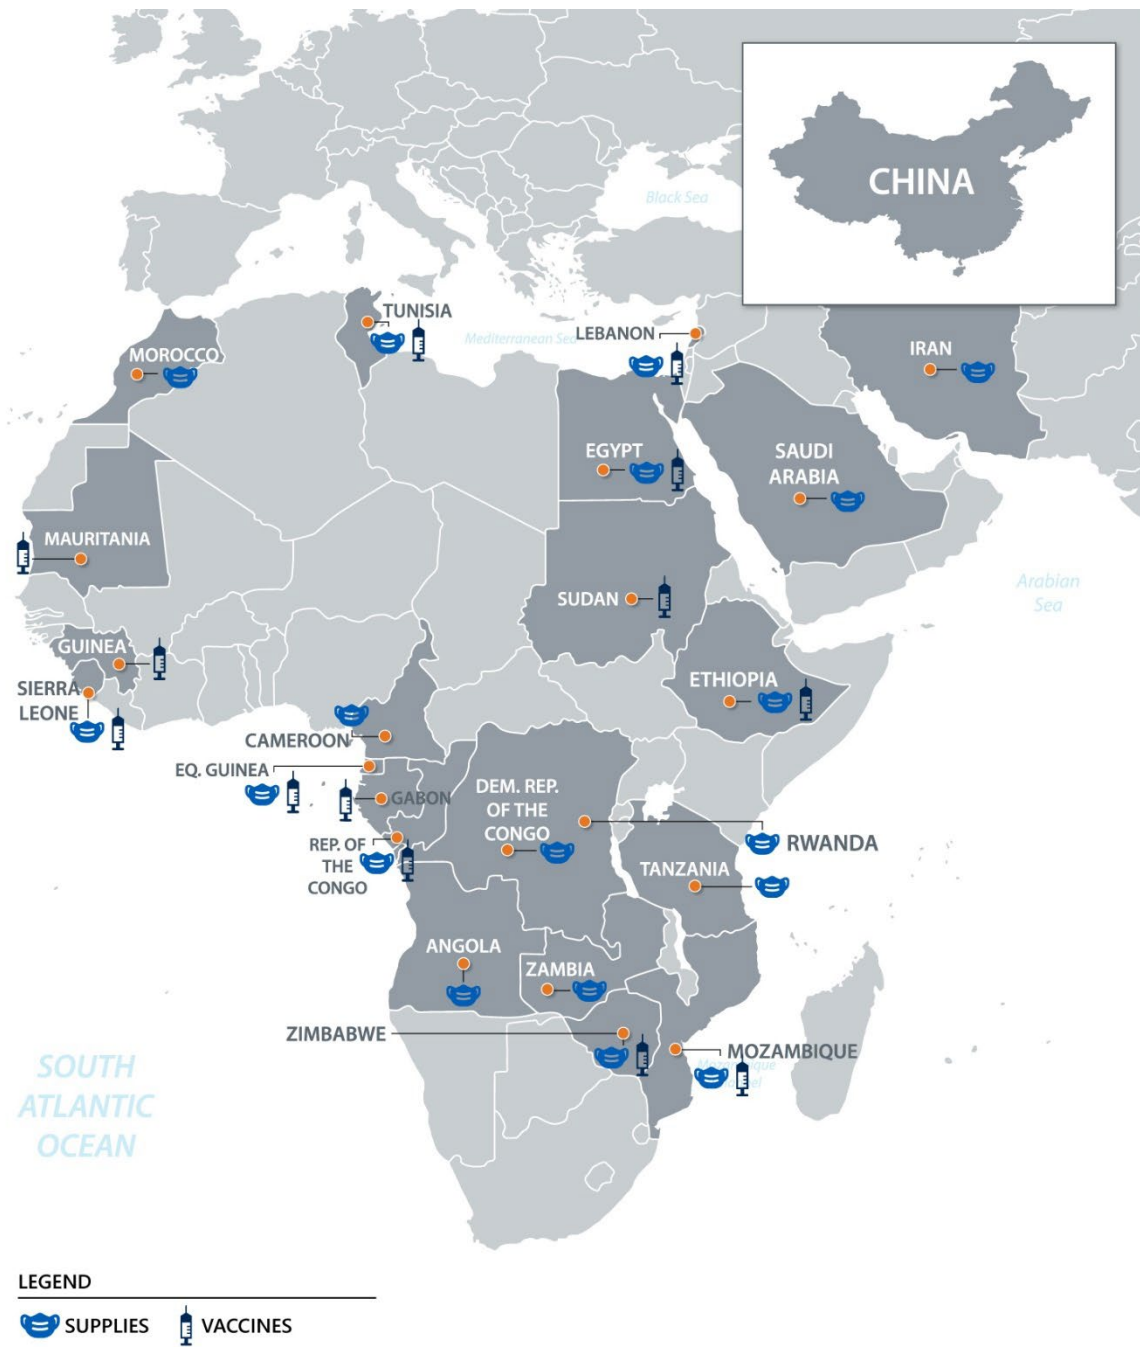 CHINA
Black Sea
TUNISIA
Mediterranean Sea
LEBANON
MOROCCO
IRAN
EGYPT
SAUDI
ARABIA
MAURITANIA
SUDAN
Arabian
Sea
GUINEA
SIERRA
LEONE
ETHIOPIA
CAMEROON
EQ. GUINEA
GABON
DEM. REP.
OF THE
CONGO
REP. OF
THE
CONGO
RWANDA
TANZANIA
ANGOLA
ZAMBIA
ZIMBABWE
MOZAMBIQUE
SOUTH
ATLANTIC
OCEAN
LEGEND
SUPPLIES
VACCINES